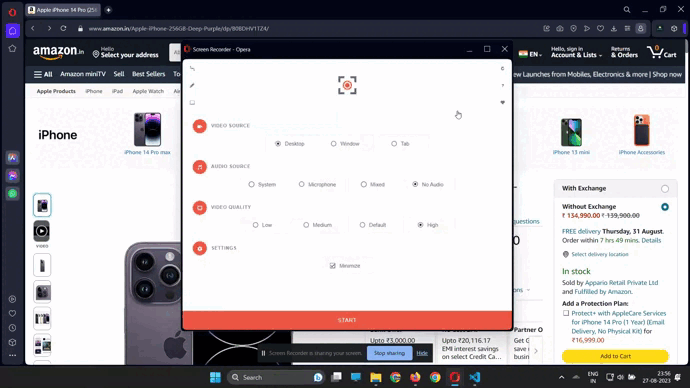 Apple iPhone 14 Pro (256
www.amazon.in/Apple-iPhone-256GB-Deep-Purple/dp/B0BDHV1TZ4/
amazon.in
Hello
Select your address
All
EN
Hello, sign in
Account & Lists
Returns
& Orders
Cart
All
Amazon miniTV
Sell
Best Sellers
New Launches from Mobiles, Electronics & more | Shop now
Apple Products
iPhone
iPad
Apple Watch
iPhone
iPhone 14 Pro max
iPhone 13 mini
iPhone Accessories
Screen Recorder - Opera
VIDEO SOURCE
Desktop
Window
Tab
AUDIO SOURCE
System
Microphone
Mixed
No Audio
VIDEO QUALITY
Low
Medium
Default
High
SETTINGS
Minimize
START
VIDEO
With Exchange
Without Exchange
₹ 134,990.00 ₹ 139,900.00
FREE delivery Thursday, 31 August.
Order within 7 hrs 49 mins. Details
Select delivery location
In stock
Sold by Appario Retail Private Ltd
and Fulfilled by Amazon.
Add a Protection Plan:
Protect+ with AppleCare Services
for iPhone 14 Pro (1 Year) (Email
Delivery, No Physical Kit) for
₹16,999.00
Add to Cart
Upto ₹3,000.00
Upto ₹20,116.17
EMI interest savings
on select Credit Ca...
Partner O
Screen Recorder is sharing your screen.
Stop sharing
Hide
Search
ENG
IN
23:56
27-08-2023